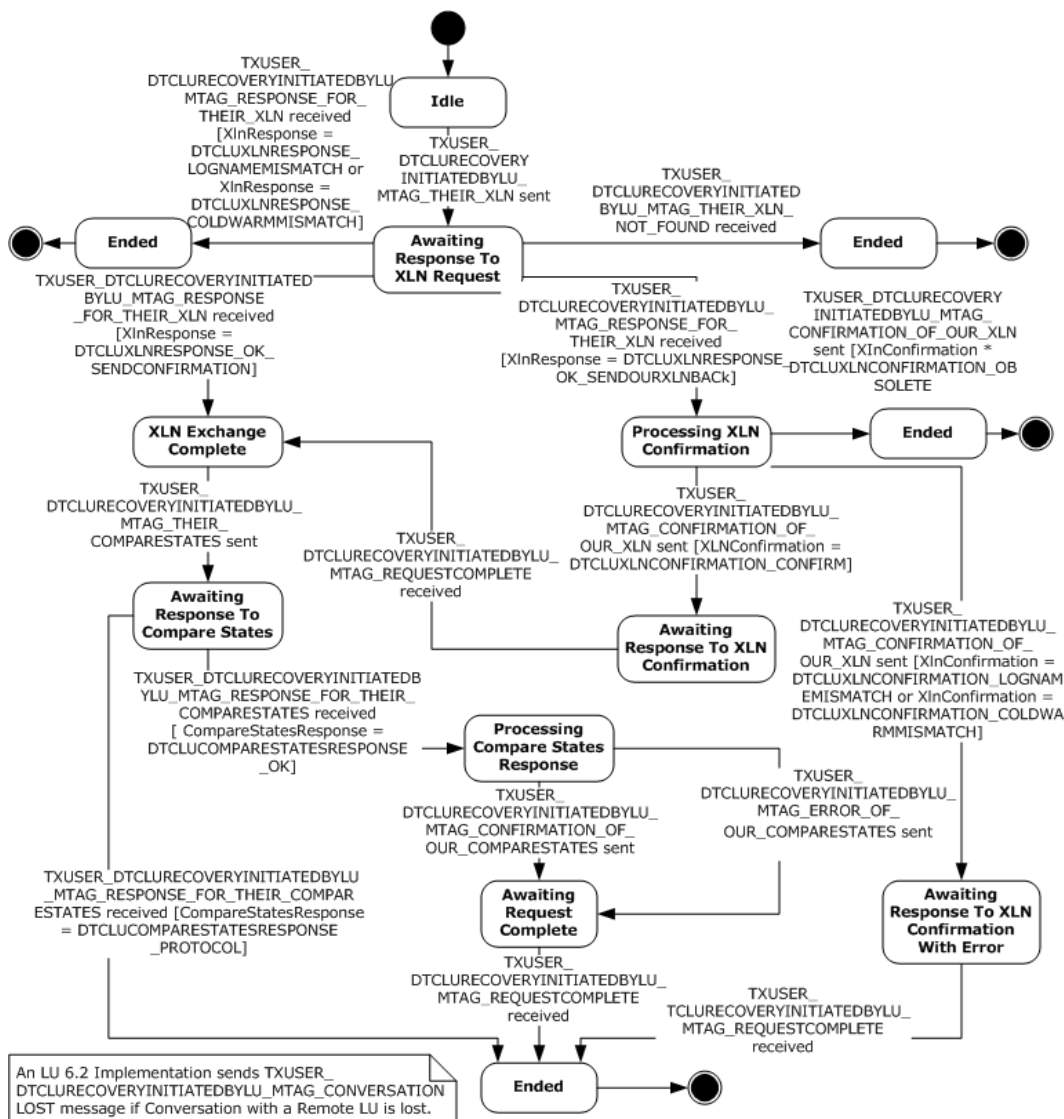 TXUSER_
DTCLURECOVERYINITIATEDBYLU_
MTAG_RESPONSE_FOR_
THEIR_XLN received
[XlnResponse =
DTCLUXLNRESPONSE_
LOGNAMEMISMATCH or
XlnResponse =
DTCLUXLNRESPONSE_
COLDWARMMISMATCH]
Idle
TXUSER_
DTCLURECOVERY
INITIATEDBYLU_
MTAG_THEIR_XLN sent
TXUSER_
DTCLURECOVERYINITIATED
BYLU_MTAG_THEIR_XLN_
NOT_FOUND received
Ended
Awaiting
Response To
XLN Request
Ended
TXUSER_DTCLURECOVERYINITIATED
BYLU_MTAG_RESPONSE
_FOR_THEIR_XLN received
[XlnResponse =
DTCLUXLNRESPONSE_OK_
SENDCONFIRMATION]
TXUSER_
DTCLURECOVERYINITIATEDBYLU_
MTAG_RESPONSE_FOR_
THEIR_XLN received
[XlnResponse = DTCLUXLNRESPONSE_
OK_SENDOURXLNBACk]
TXUSER_DTCLURECOVERY
INITIATEDBYLU_MTAG_
CONFIRMATION_OF_OUR_XLN
sent [XInConfirmation *
DTCLUXLNCONFIRMATION_OB
SOLETE
XLN Exchange
Complete
Processing XLN
Confirmation
Ended
TXUSER_
DTCLURECOVERYINITIATEDBYLU_
MTAG_THEIR_
COMPARESTATES sent
TXUSER_
DTCLURECOVERYINITIATEDBYLU_
MTAG_REQUESTCOMPLETE
received
TXUSER_
DTCLURECOVERYINITIATEDBYLU_
MTAG_CONFIRMATION_OF_
OUR_XLN sent [XLNConfirmation =
DTCLUXLNCONFIRMATION_CONFIRM]
Awaiting
Response To
Compare States
Awaiting
Response To XLN
Confirmation
TXUSER_
DTCLURECOVERYINITIATEDBYLU_
MTAG_CONFIRMATION_OF_
OUR_XLN sent [XlnConfirmation =
DTCLUXLNCONFIRMATION_LOGNAM
EMISMATCH or XlnConfirmation =
DTCLUXLNCONFIRMATION_COLDWA
RMMISMATCH]
TXUSER_DTCLURECOVERYINITIATEDB
YLU_MTAG_RESPONSE_FOR_THEIR_
COMPARESTATES received
[ CompareStatesResponse =
DTCLUCOMPARESTATESRESPONSE
_OK]
Processing
Compare States
Response
TXUSER_
DTCLURECOVERYINITIATEDBYLU_
MTAG_CONFIRMATION_OF_
OUR_COMPARESTATES sent
TXUSER_
DTCLURECOVERYINITIATEDBYLU_
MTAG_ERROR_OF_
OUR_COMPARESTATES sent
TXUSER_DTCLURECOVERYINITIATEDBYLU
_MTAG_RESPONSE_FOR_THEIR_COMPAR
ESTATES received [CompareStatesResponse
= DTCLUCOMPARESTATESRESPONSE
_PROTOCOL]
Awaiting
Request
Complete
Awaiting
Response To XLN
Confirmation
With Error
TXUSER_
DTCLURECOVERYINITIATEDBYLU_
MTAG_REQUESTCOMPLETE
received
TXUSER_
TCLURECOVERYINITIATEDBYLU_
MTAG_REQUESTCOMPLETE
received
Ended
An LU 6.2 Implementation sends TXUSER_
DTCLURECOVERYINITIATEDBYLU_MTAG_CONVERSATION
LOST message if Conversation with a Remote LU is lost.